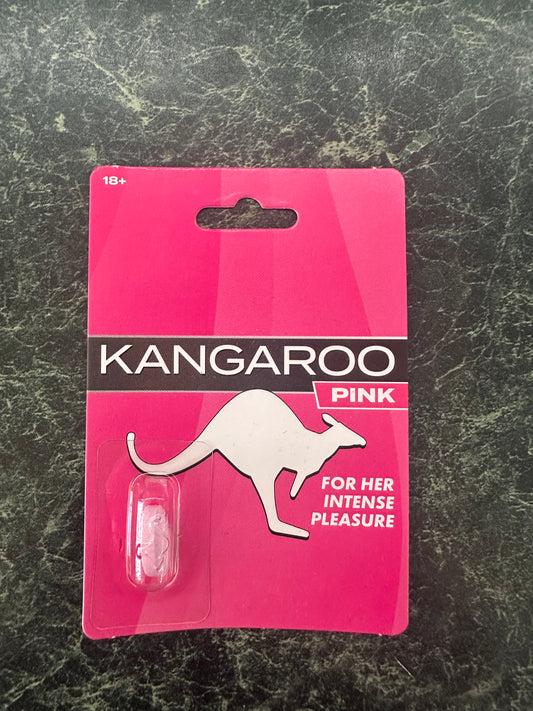 18+
KANGAROO
PINK
FOR HER
INTENSE
PLEASURE